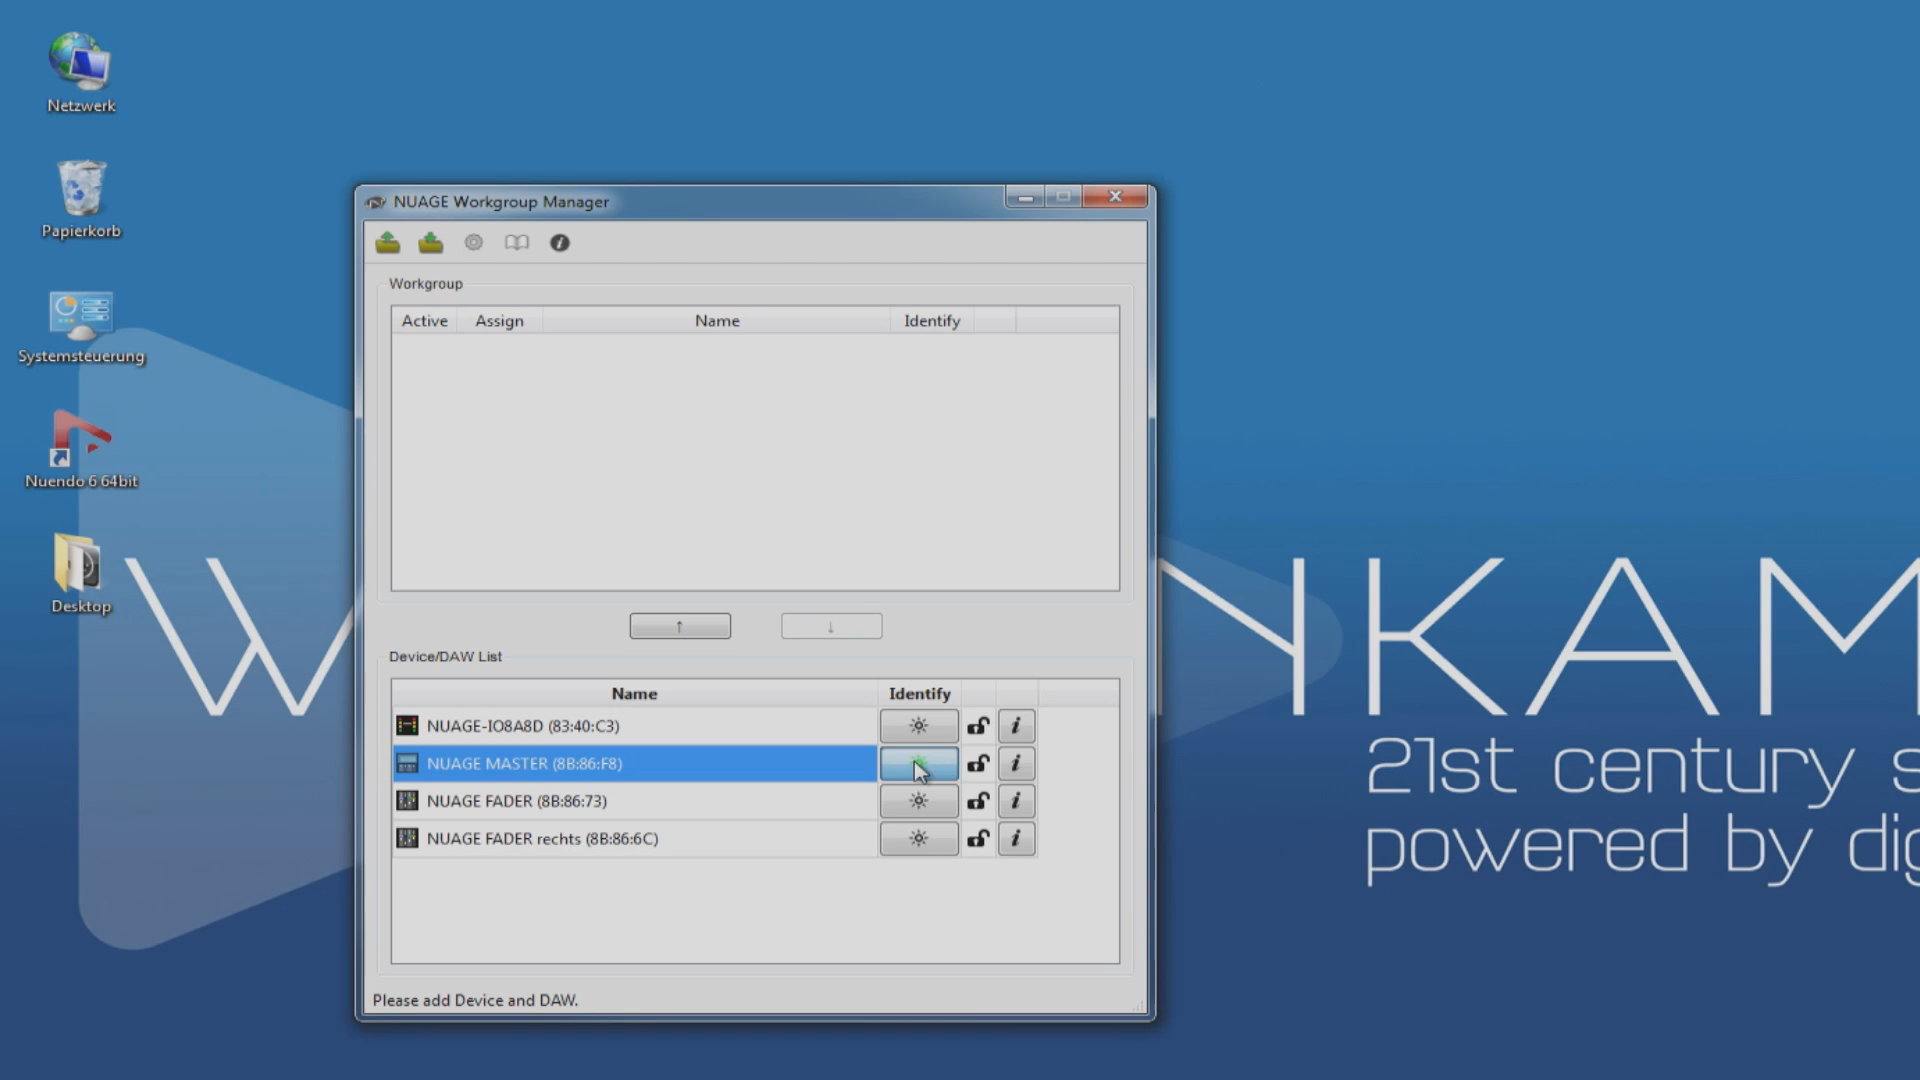 Netzwerk
Papierkorb
Systemsteuerung
Nuendo 6 64bit
Desktop
NUAGE Workgroup Manager
Workgroup
Active Assign Name Identify
Device/DAW List
Name Identify
NUAGE-IO8A8D (83:40:C3)
NUAGE MASTER (8B:86:F8)
NUAGE FADER (8B:86:73)
NUAGE FADER rechts (8B:86:6C)
Please add Device and DAW.
21st century
powered by